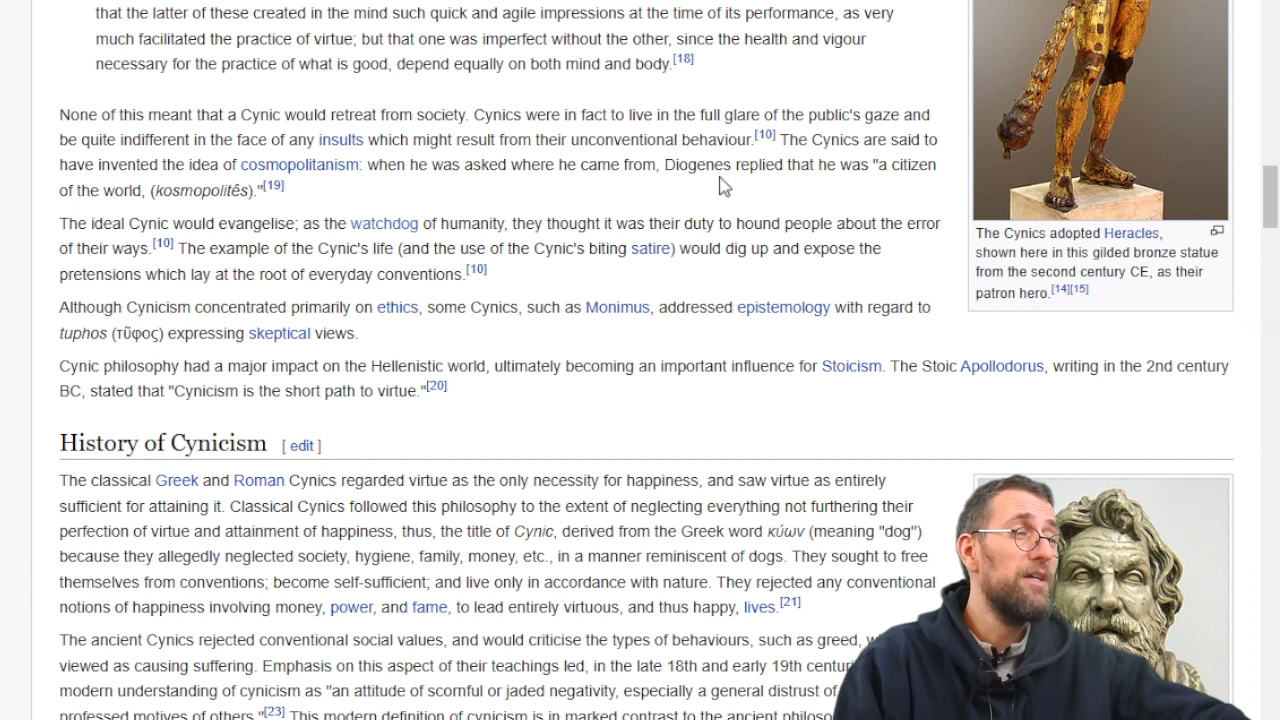 that the latter of these created in the mind such quick and agile impressions at the time of its performance, as very
much facilitated the practice of virtue; but that one was imperfect without the other, since the health and vigour
necessary for the practice of what is good, depend equally on both mind and body.[18]
None of this meant that a Cynic would retreat from society. Cynics were in fact to live in the full glare of the public's gaze and
be quite indifferent in the face of any insults which might result from their unconventional behaviour.[10] The Cynics are said to
have invented the idea of cosmopolitanism: when he was asked where he came from, Diogenes replied that he was "a citizen
of the world, (kosmopolitês)."[19]
The ideal Cynic would evangelise; as the watchdog of humanity, they thought it was their duty to hound people about the error
of their ways.[10] The example of the Cynic's life (and the use of the Cynic's biting satire) would dig up and expose the
pretensions which lay at the root of everyday conventions.[10]
Although Cynicism concentrated primarily on ethics, some Cynics, such as Monimus, addressed epistemology with regard to
tuphos (τῦφος) expressing skeptical views.
Cynic philosophy had a major impact on the Hellenistic world, ultimately becoming an important influence for Stoicism. The Stoic Apollodorus, writing in the 2nd century
BC, stated that "Cynicism is the short path to virtue."[20]
The Cynics adopted Heracles,
shown here in this gilded bronze statue
from the second century CE, as their
patron hero.[14][15]
History of Cynicism [ edit ]
The classical Greek and Roman Cynics regarded virtue as the only necessity for happiness, and saw virtue as entirely
sufficient for attaining it. Classical Cynics followed this philosophy to the extent of neglecting everything not furthering their
perfection of virtue and attainment of happiness, thus, the title of Cynic, derived from the Greek word κύων (meaning "dog")
because they allegedly neglected society, hygiene, family, money, etc., in a manner reminiscent of dogs. They sought to free
themselves from conventions; become self-sufficient; and live only in accordance with nature. They rejected any conventional
notions of happiness involving money, power, and fame, to lead entirely virtuous, and thus happy, lives.[21]
The ancient Cynics rejected conventional social values, and would criticise the types of behaviours, such as greed,
viewed as causing suffering. Emphasis on this aspect of their teachings led, in the late 18th and early 19th
modern understanding of cynicism as "an attitude of scornful or jaded negativity, especially a general distrust of
professed motives of others."[23] This modern definition of cynicism is in marked contrast to the ancient